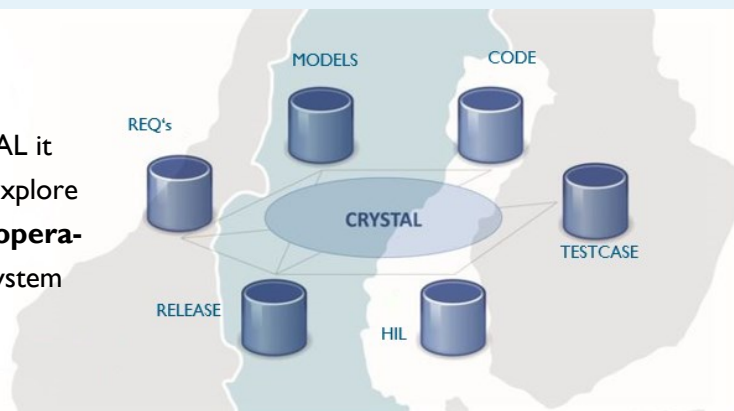 MODELS
CODE
REQ's
AL it
xplore
opera-
ystem
CRYSTAL
TESTCASE
RELEASE
HIL